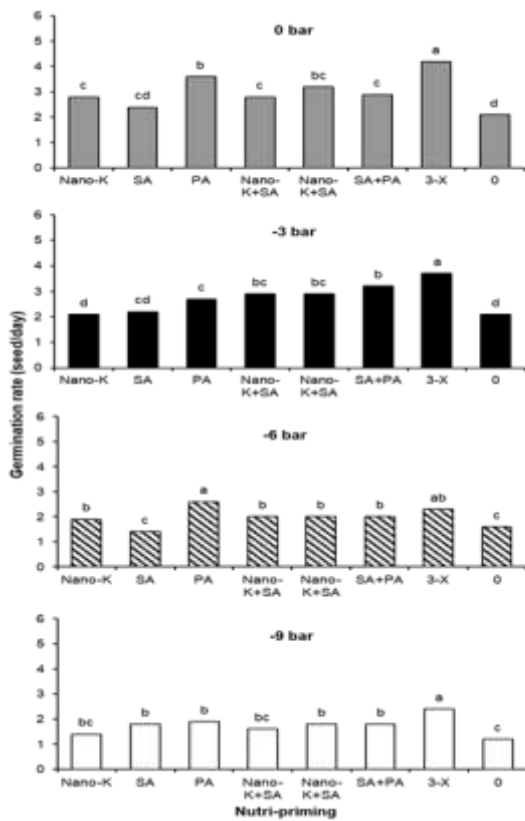 0 bar
6
5
4
3
2
1
0
c cd b c bc c a d
Nano-K SA PA Nano- Nano- SA+PA 3-X 0
K+SA K+SA
-3 bar
6
5
4
3
2
1
0
d cd c bc bc b a d
Nano-K SA PA Nano- Nano- SA+PA 3-X 0
K+SA K+SA
Germination rate (seed/day)
-6 bar
6
5
4
3
2
1
0
b c a b b b ab c
Nano-K SA PA Nano- Nano- SA+PA 3-X 0
K+SA K+SA
-9 bar
6
5
4
3
2
1
0
bc b b bc b b a c
Nano-K SA PA Nano- Nano- SA+PA 3-X 0
K+SA K+SA
Nutri-priming